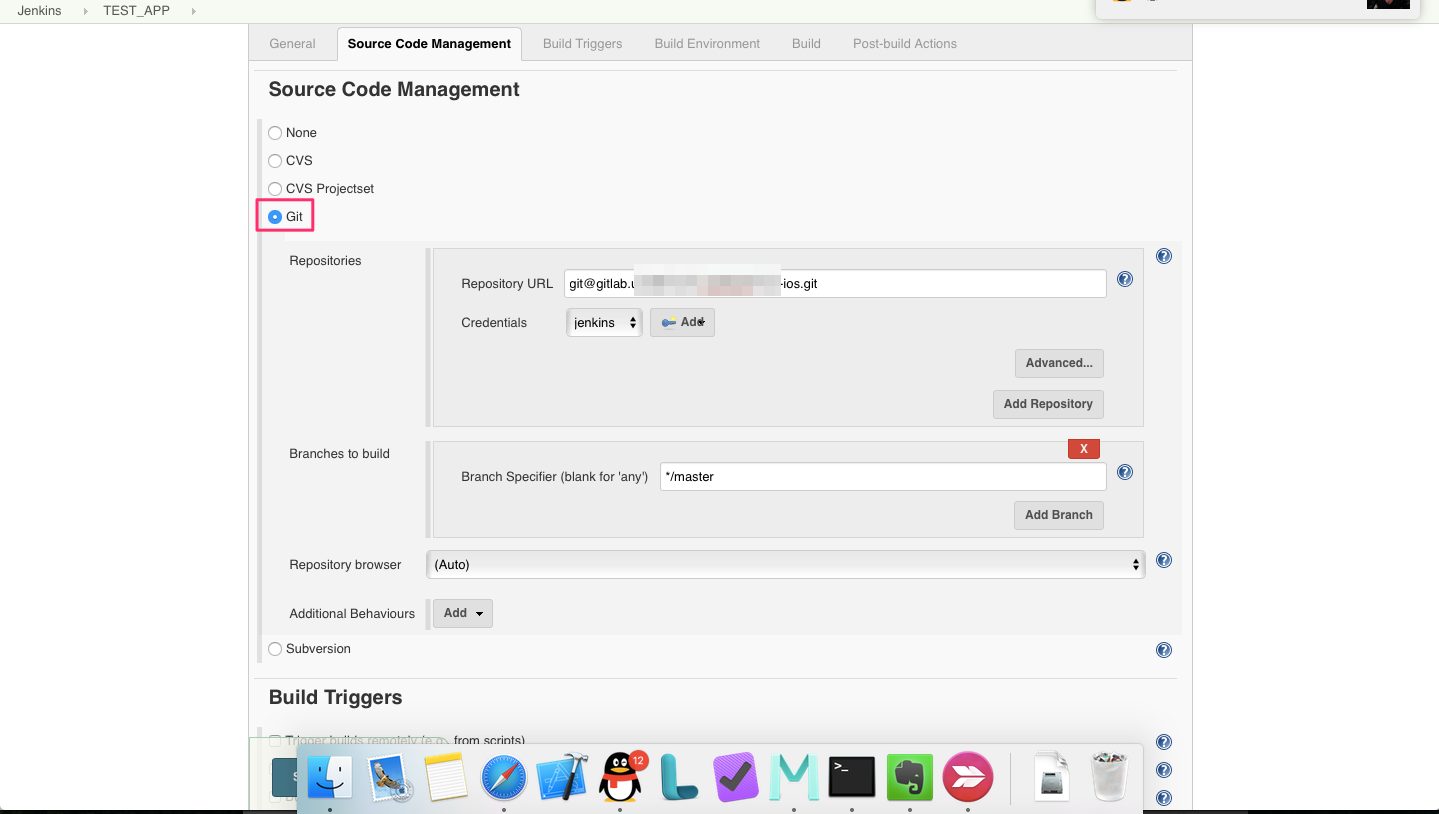 Jenkins TEST_APP
General Source Code Management Build Triggers Build Environment Build Post-build Actions
Source Code Management
None
CVS
CVS Projectset
Git
Repositories
Repository URL git@gitlab. -ios.git
Credentials jenkins Add
Advanced...
Add Repository
Branches to build
X
Branch Specifier (blank for 'any') */master
Add Branch
Repository browser (Auto)
Additional Behaviours Add
Subversion
Build Triggers
Trigger builds remotely (e.g., from scripts)
12
>_